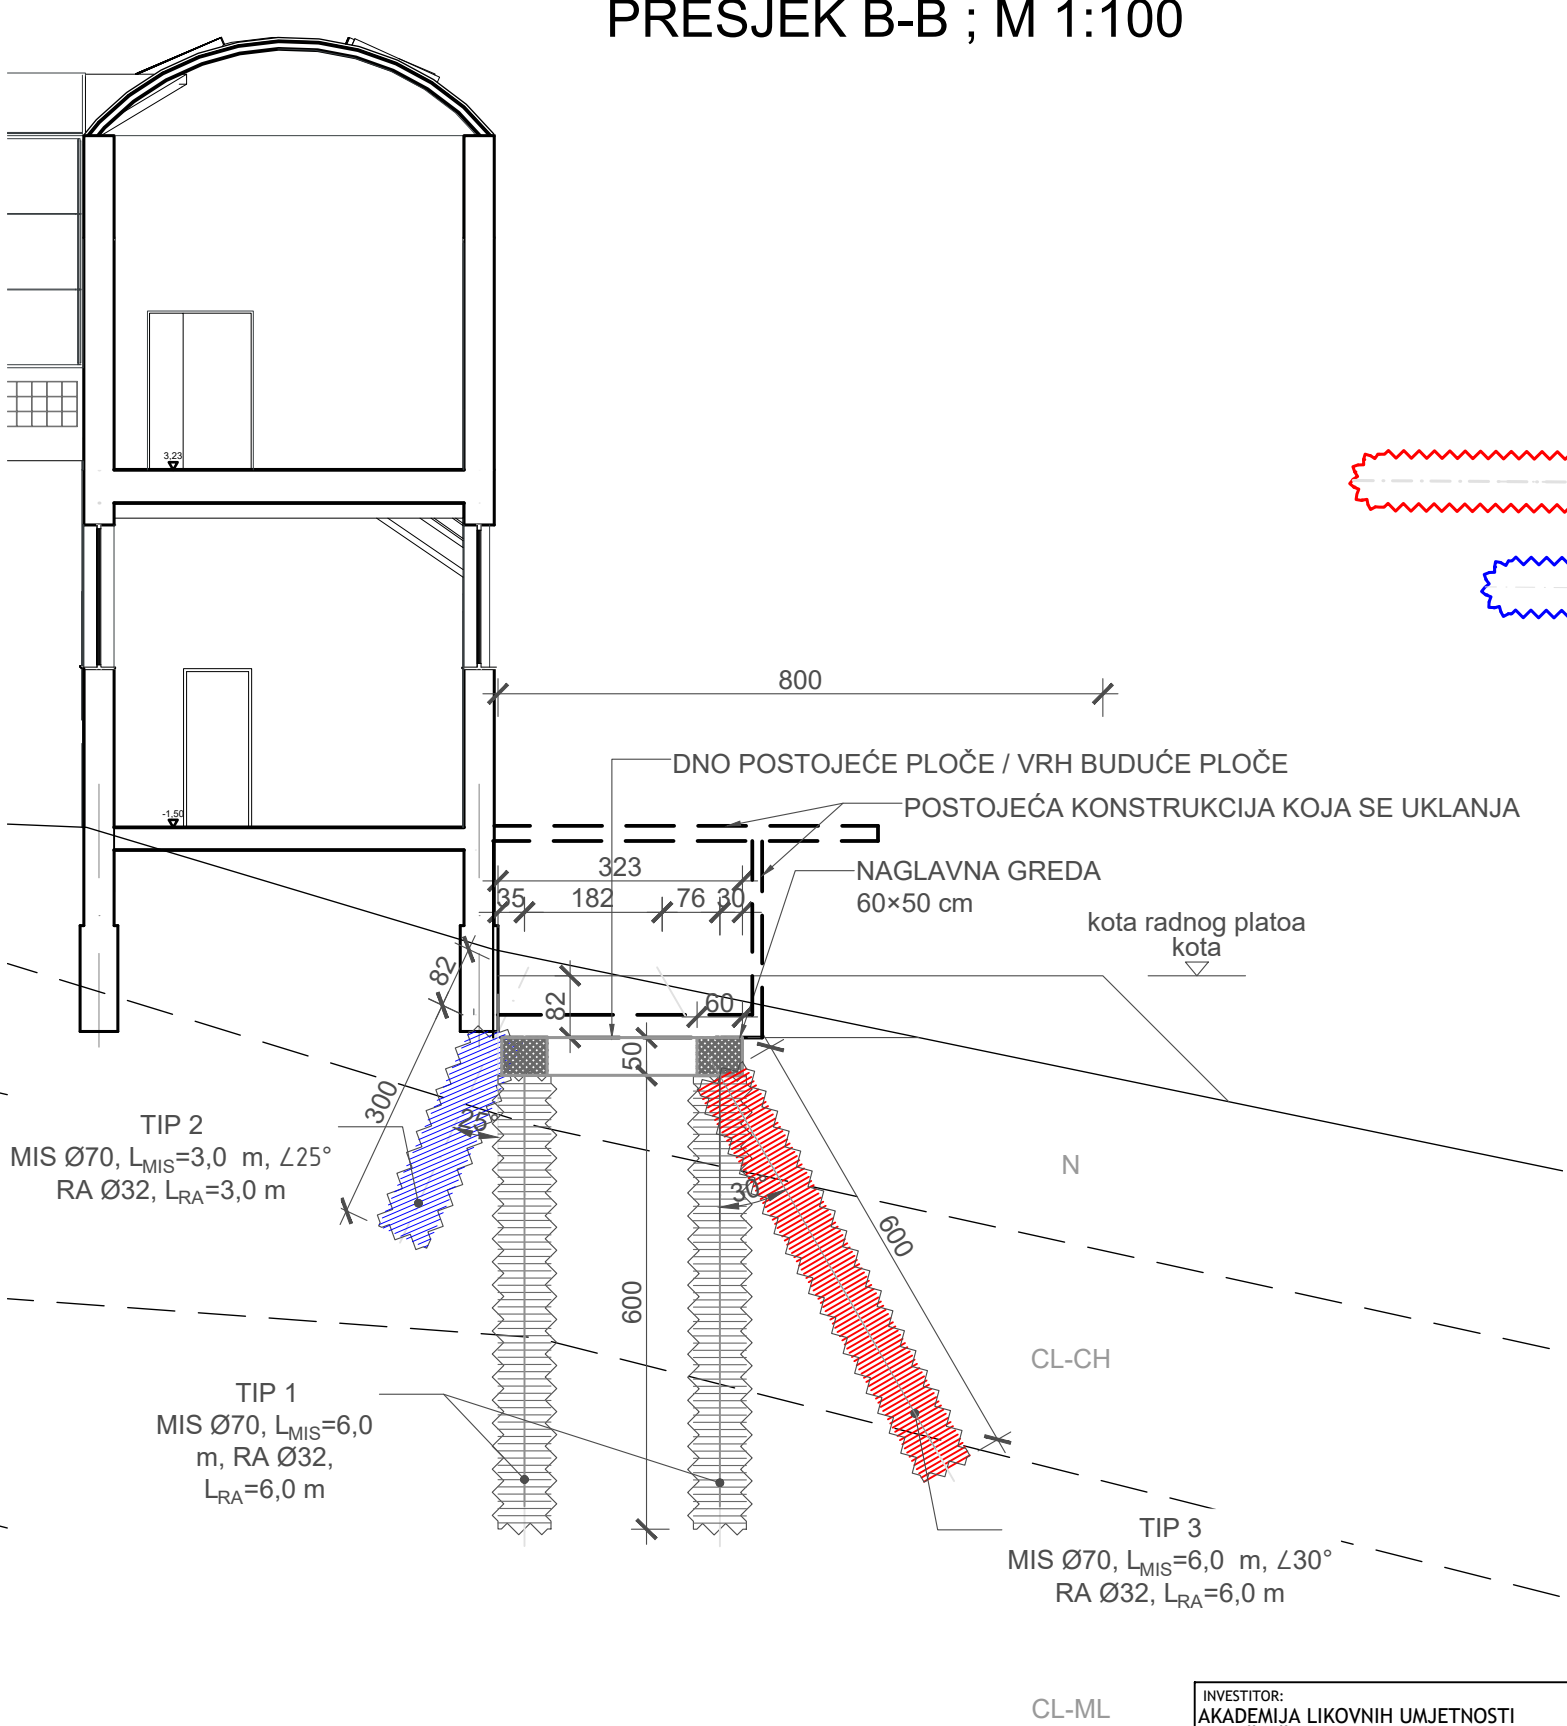 PRESJEK B-B ; M 1:100
3,23
800
DNO POSTOJEĆE PLOČE / VRH BUDUĆE PLOČE
POSTOJEĆA KONSTRUKCIJA KOJA SE UKLANJA
-1,50
323
NAGLAVNA GREDA
60×50 cm
35
182
76
30
kota radnog platoa
kota
82
82
60
50
300
25°
TIP 2
MIS Ø70, LMIS=3,0 m, ∠25°
RA Ø32, LRA=3,0 m
N
30°
600
600
CL-CH
TIP 1
MIS Ø70, LMIS=6,0
m, RA Ø32,
LRA=6,0 m
TIP 3
MIS Ø70, LMIS=6,0 m, ∠30°
RA Ø32, LRA=6,0 m
CL-ML
INVESTITOR:
AKADEMIJA LIKOVNIH UMJETNOSTI